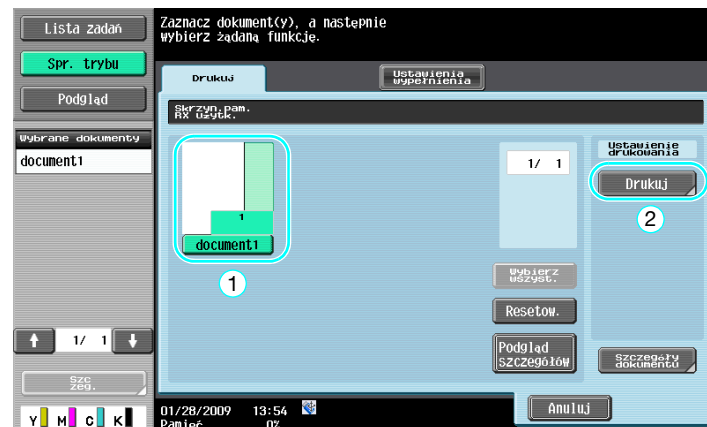 Lista zadań
Spr. trybu
Podgląd
Wybrane dokumenty
document1
1/ 1
Szc
zeg.
Y M C K
Zaznacz dokument(y), a następnie
wybierz żądaną funkcję.
Drukuj
Ustawienia
wypełnienia
Skrzyn.pam.
RX użytk.
1
document1
1
1/ 1
Wybierz
wszyst.
Resetow.
Podgląd
szczegółów
Ustawienie
drukowania
Drukuj
2
Szczegóły
dokumentu
Anuluj
01/28/2009 13:54
Pamięć 0%